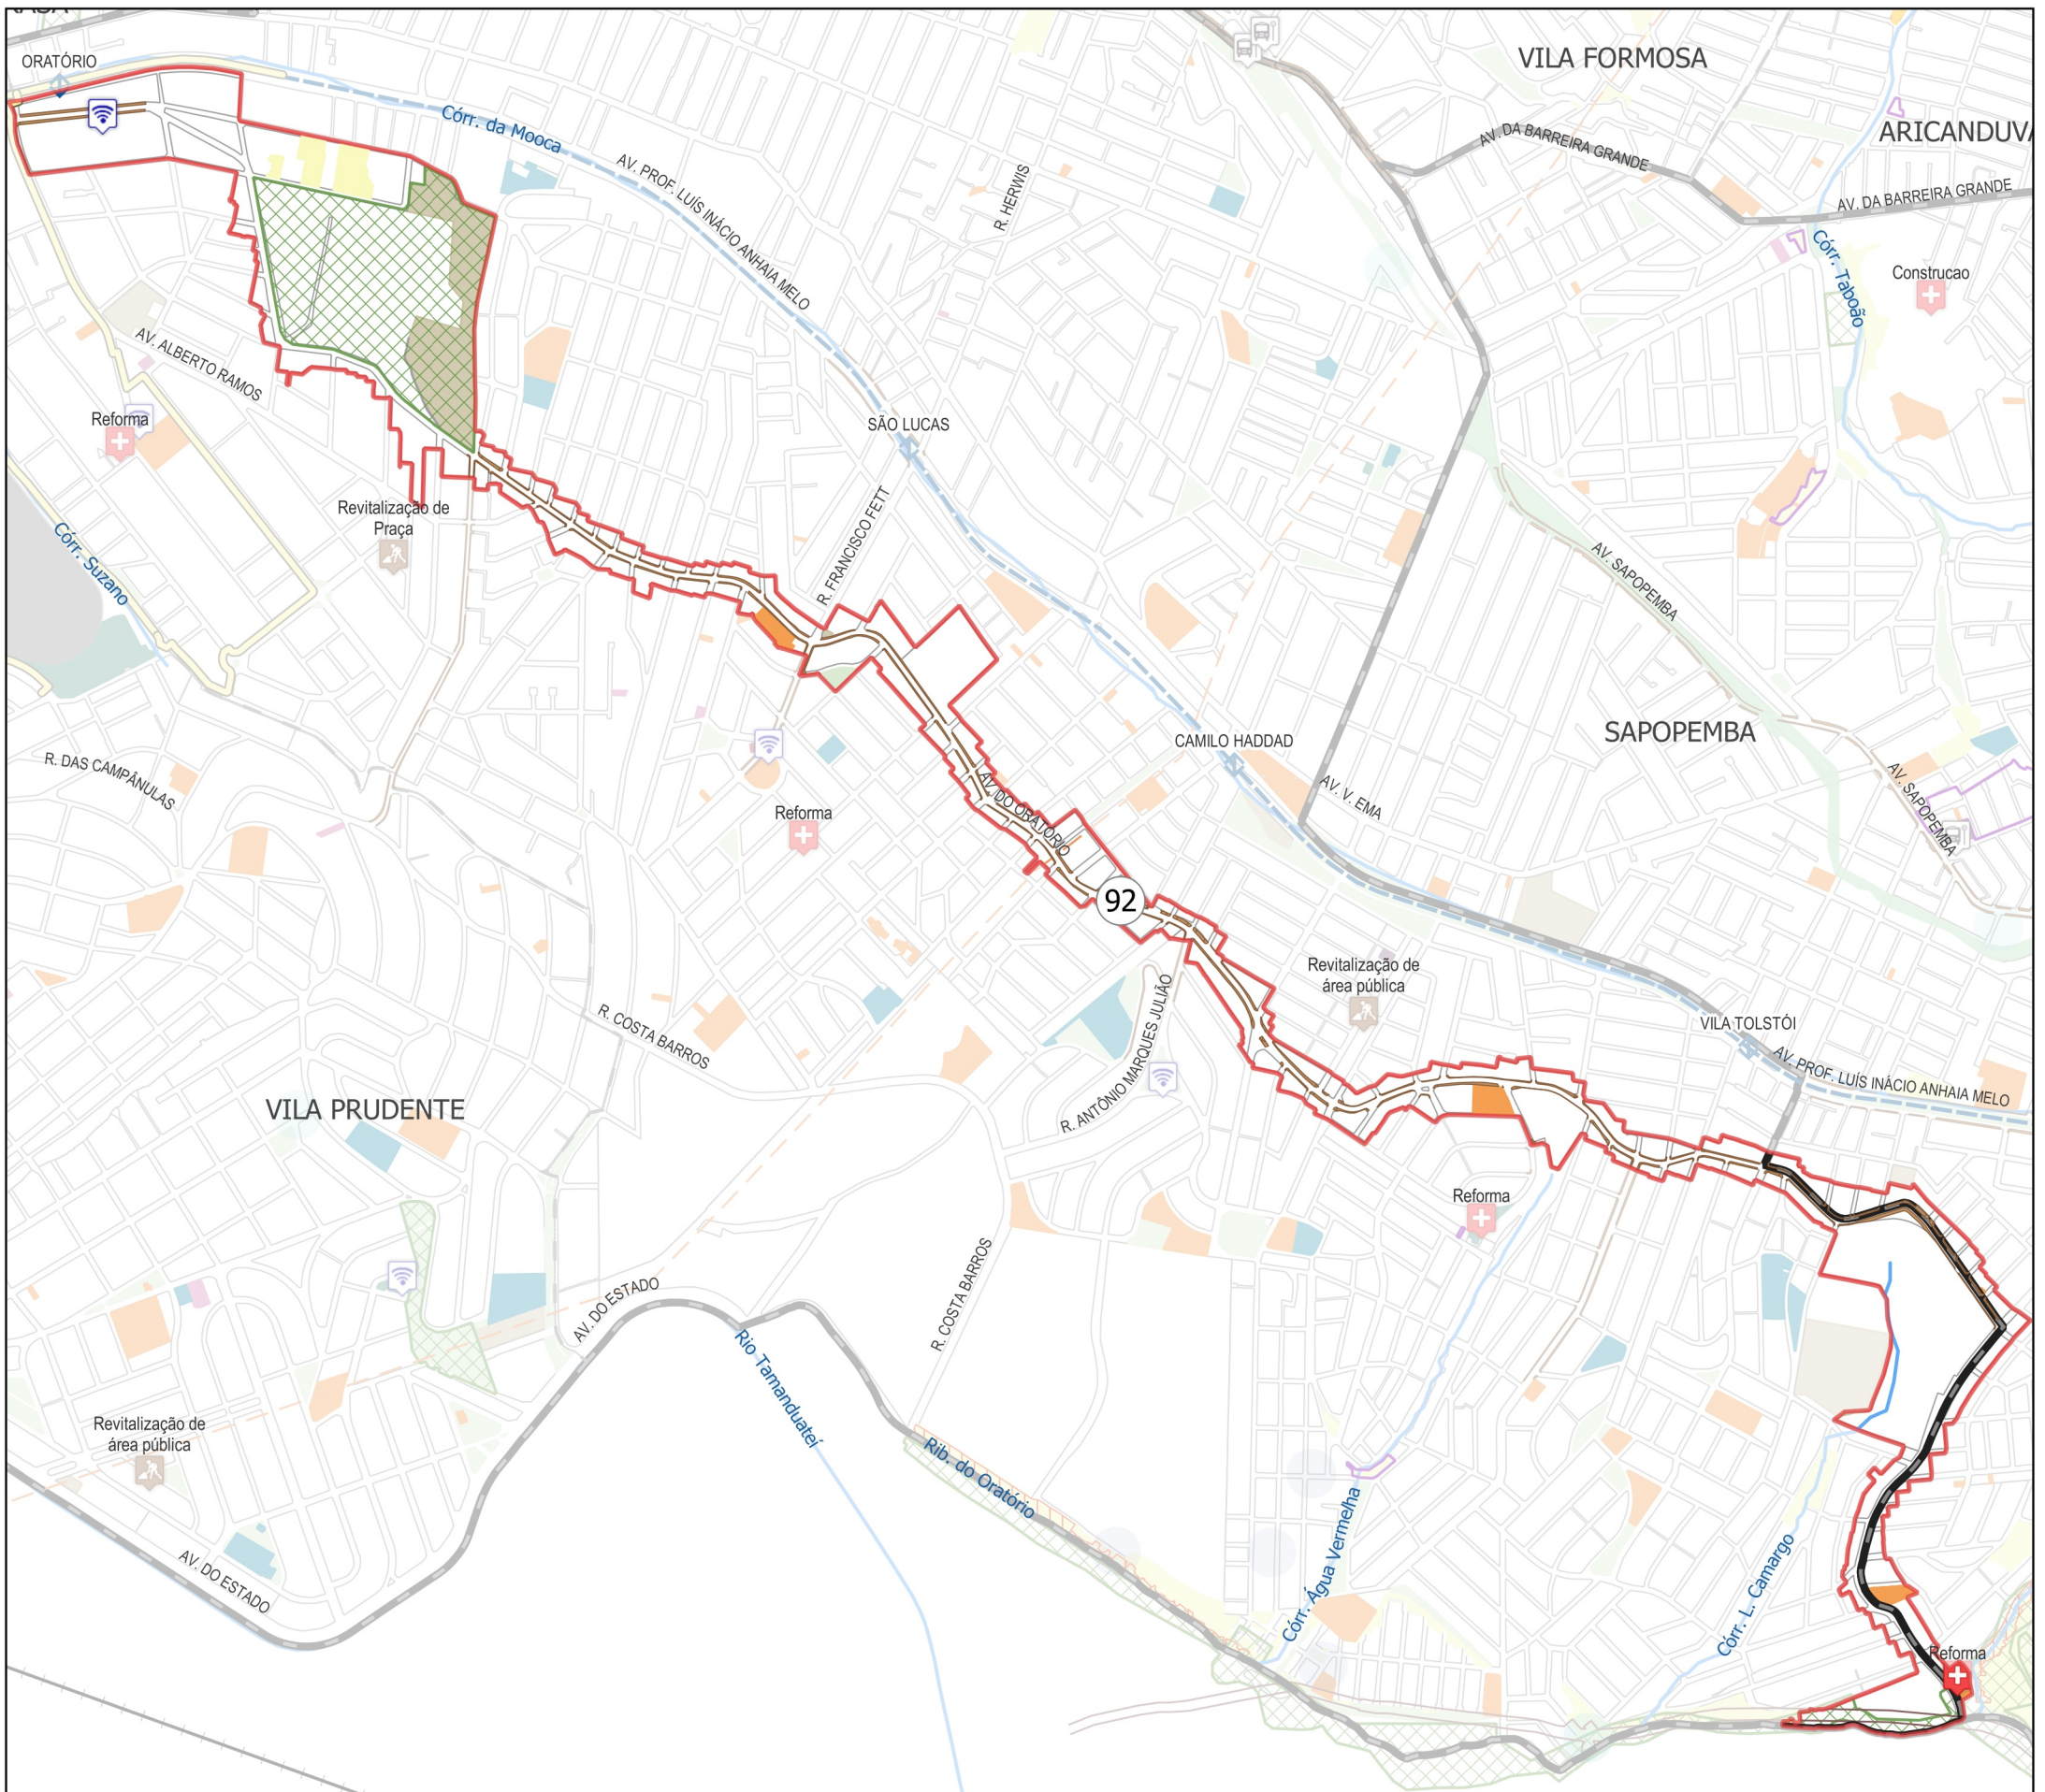 ORATÓRIO
VILA FORMOSA
Córr. da Mooca
AV. DA BARREIRA GRANDE
ARICANDUVA
AV. PROF. LUÍS INÁCIO ANHAIA MELO
R. HERWIS
AV. DA BARREIRA GRANDE
Córr. Taboão
Construcao
AV. ALBERTO RAMOS
Reforma
SÃO LUCAS
Revitalização de
Praça
R. FRANCISCO FETT
Córr. Suzano
AV. SAPOPEMBA
SAPOPEMBA
CAMILO HADDAD
R. DAS CAMPÂNULAS
AV. V. EMA
AV. SAPOPEMBA
AV. DO ORATÓRIO
Reforma
92
Revitalização de
área pública
R. ANTÔNIO MARQUES JULIÃO
R. COSTA BARROS
VILA TOLSTÓI
AV. PROF. LUÍS INÁCIO ANHAIA MELO
VILA PRUDENTE
Reforma
R. COSTA BARROS
AV. DO ESTADO
Rio Tamanduateí
Revitalização de
área pública
Rib. do Oratório
Córr. Água Vermelha
Córr. L. Camargo
AV. DO ESTADO
Reforma